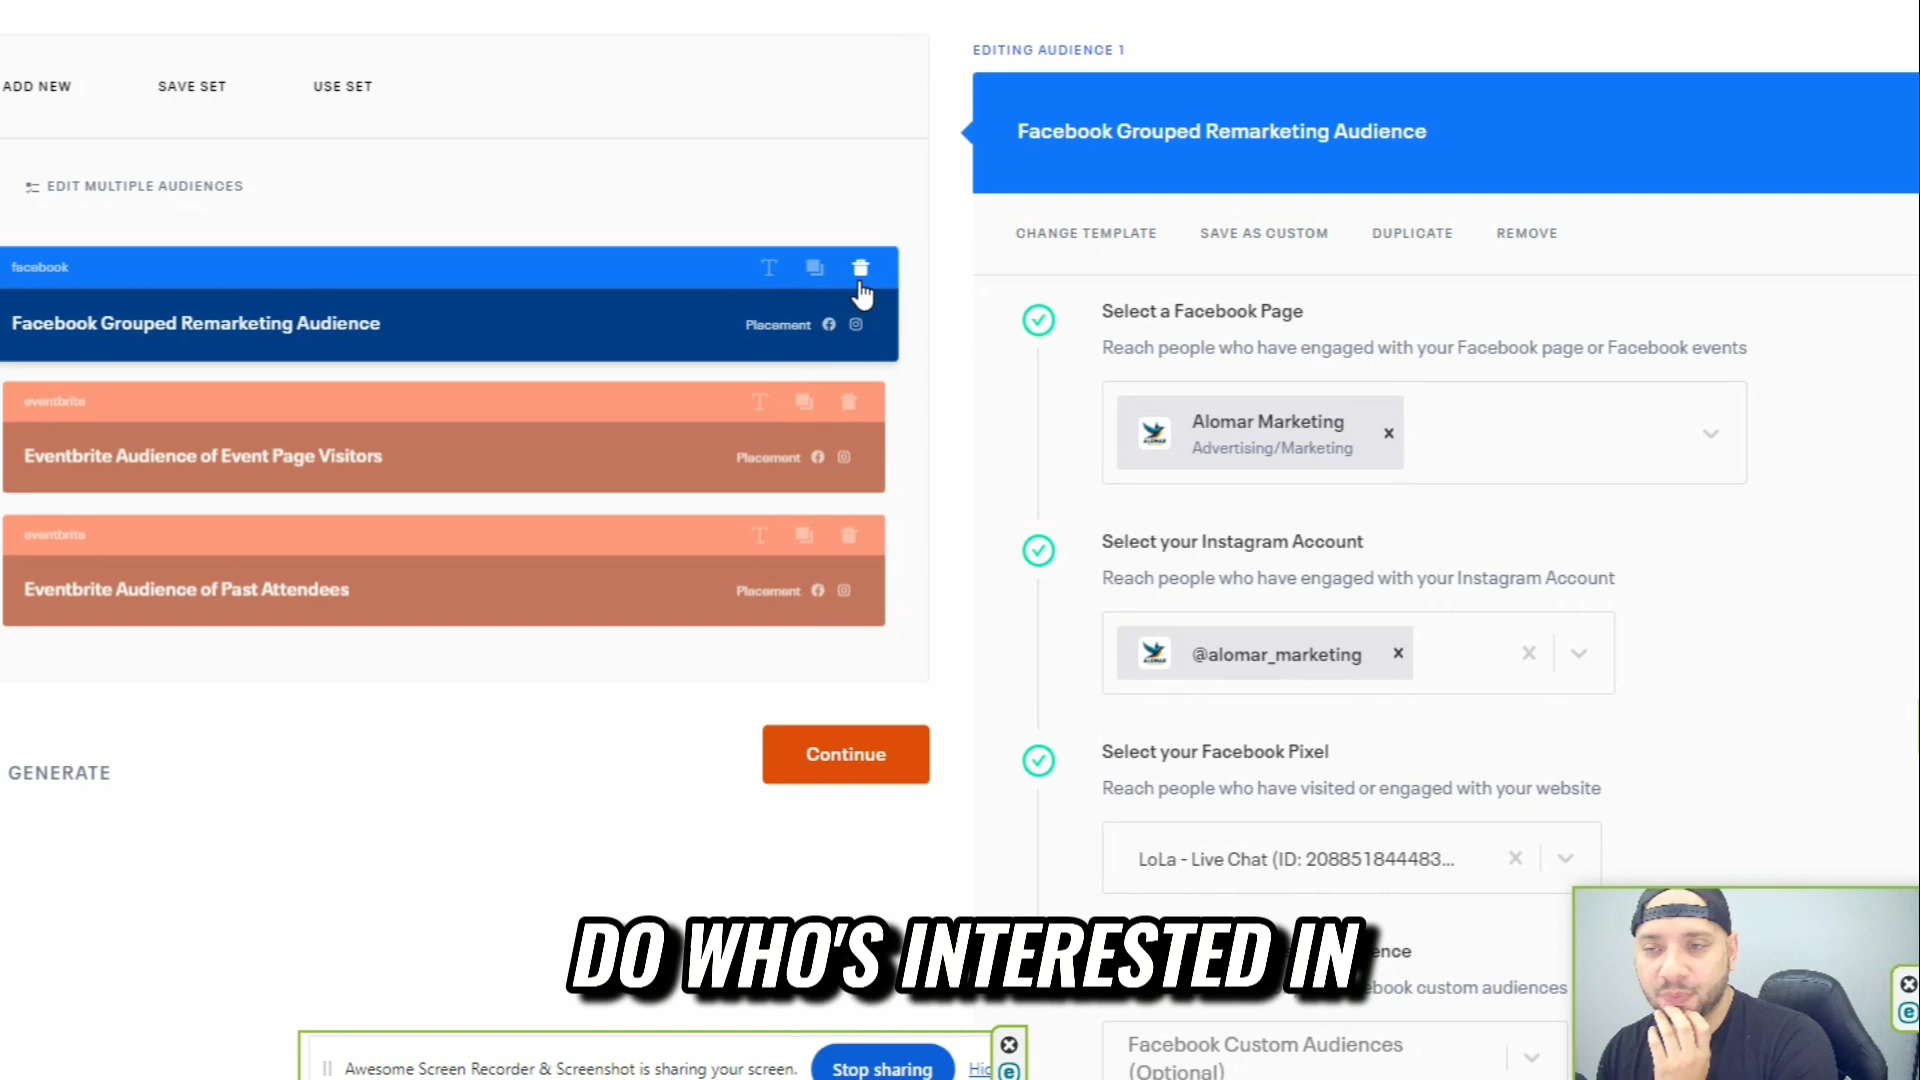 EDITING AUDIENCE 1
ADD NEW
SAVE SET
USE SET
Facebook Grouped Remarketing Audience
EDIT MULTIPLE AUDIENCES
CHANGE TEMPLATE
SAVE AS CUSTOM
DUPLICATE
REMOVE
facebook
Facebook Grouped Remarketing Audience
Placement
eventbrite
Eventbrite Audience of Event Page Visitors
Placement
eventbrite
Eventbrite Audience of Past Attendees
Placement
GENERATE
Continue
Select a Facebook Page
Reach people who have engaged with your Facebook page or Facebook events
Alomar Marketing
Advertising/Marketing
Select your Instagram Account
Reach people who have engaged with your Instagram Account
@alomar_marketing
Select your Facebook Pixel
Reach people who have visited or engaged with your website
LoLa - Live Chat (ID: 208851844483...
DO WHO'S INTERESTED IN
ence
ebook custom audiences
Facebook Custom Audiences
(Optional)
Awesome Screen Recorder & Screenshot is sharing your screen.
Stop sharing